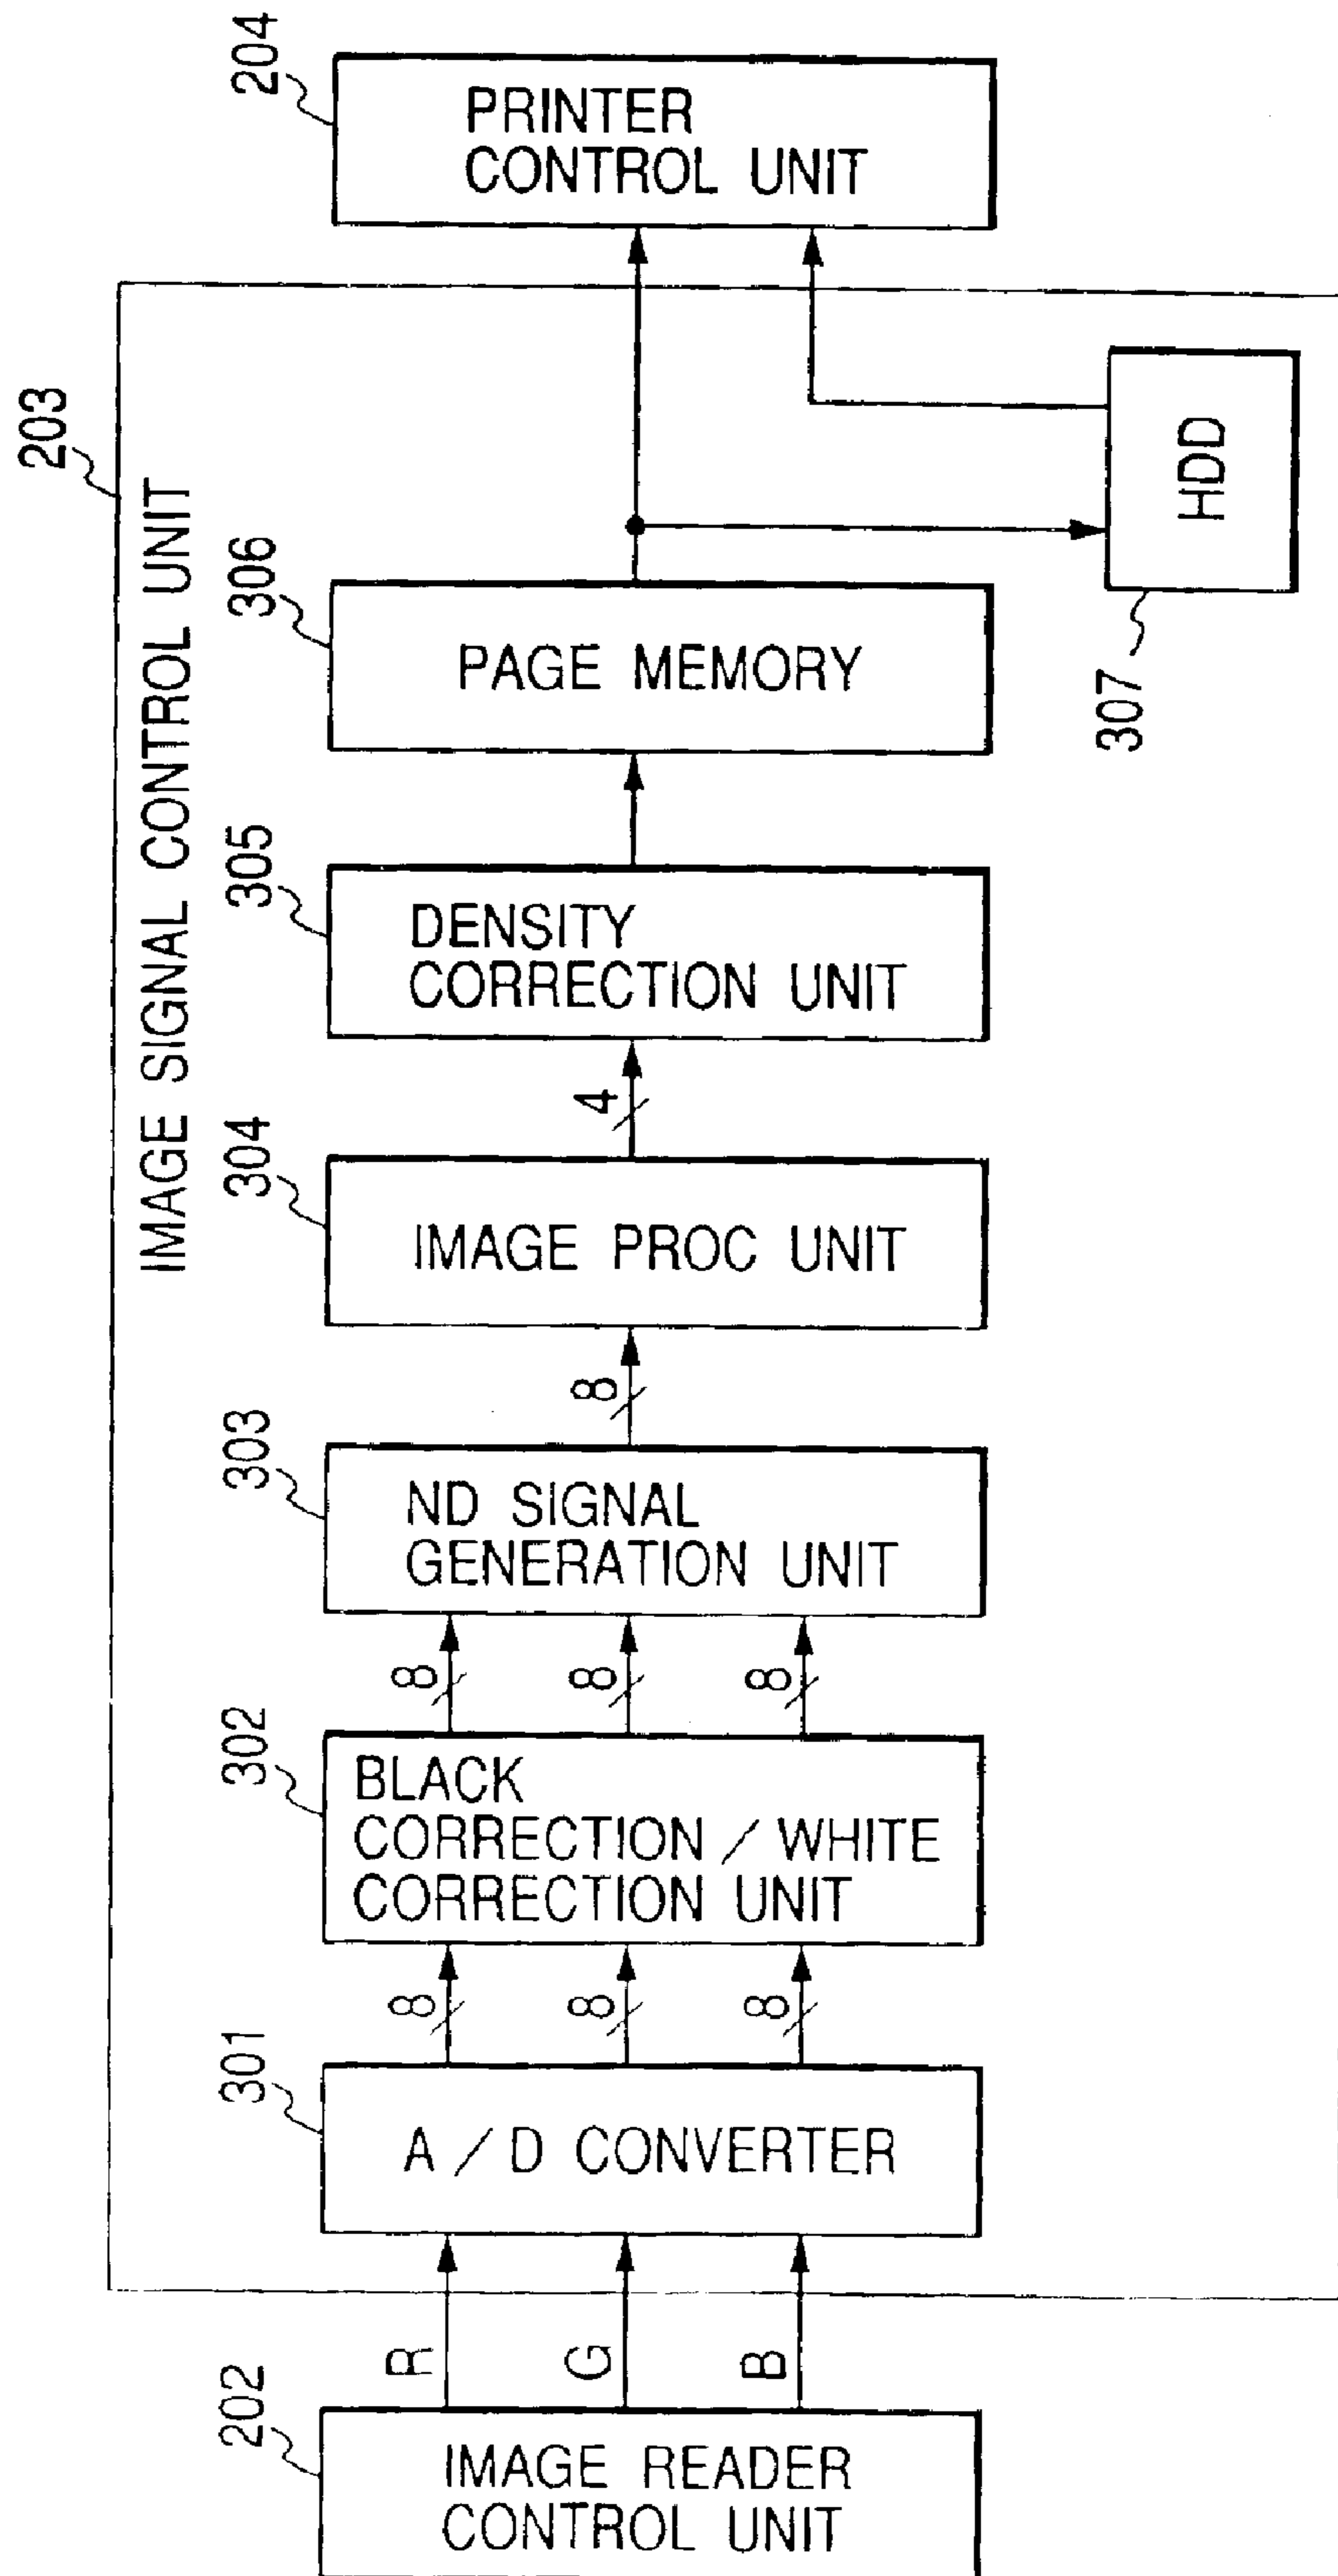 203
IMAGE SIGNAL CONTROL UNIT
202
IMAGE READER
CONTROL UNIT
R
G
B
301
A / D CONVERTER
8
8
8
302
BLACK
CORRECTION / WHITE
CORRECTION UNIT
8
8
8
303
ND SIGNAL
GENERATION UNIT
8
304
IMAGE PROC UNIT
4
305
DENSITY
CORRECTION UNIT
306
PAGE MEMORY
307
HDD
204
PRINTER
CONTROL UNIT